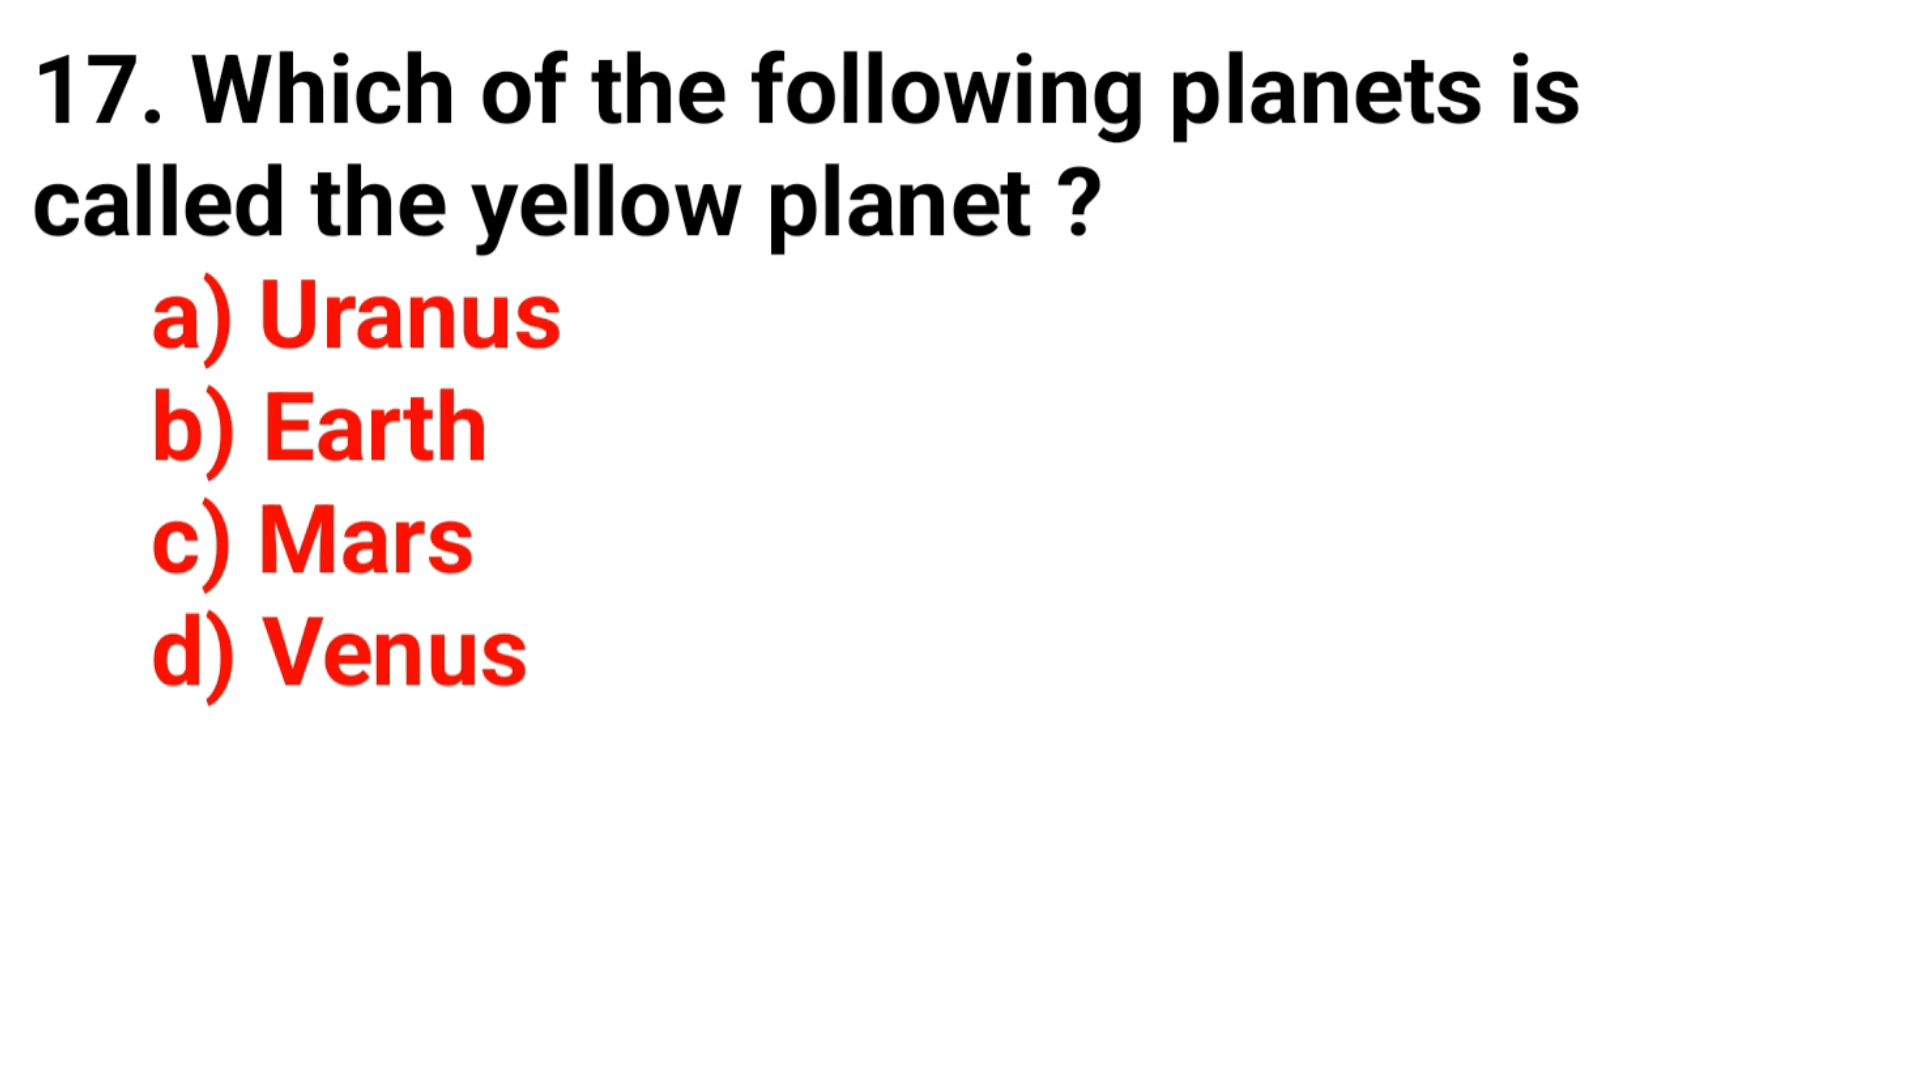 17. Which of the following planets is
called the yellow planet ?
a) Uranus
b) Earth
c) Mars
d) Venus